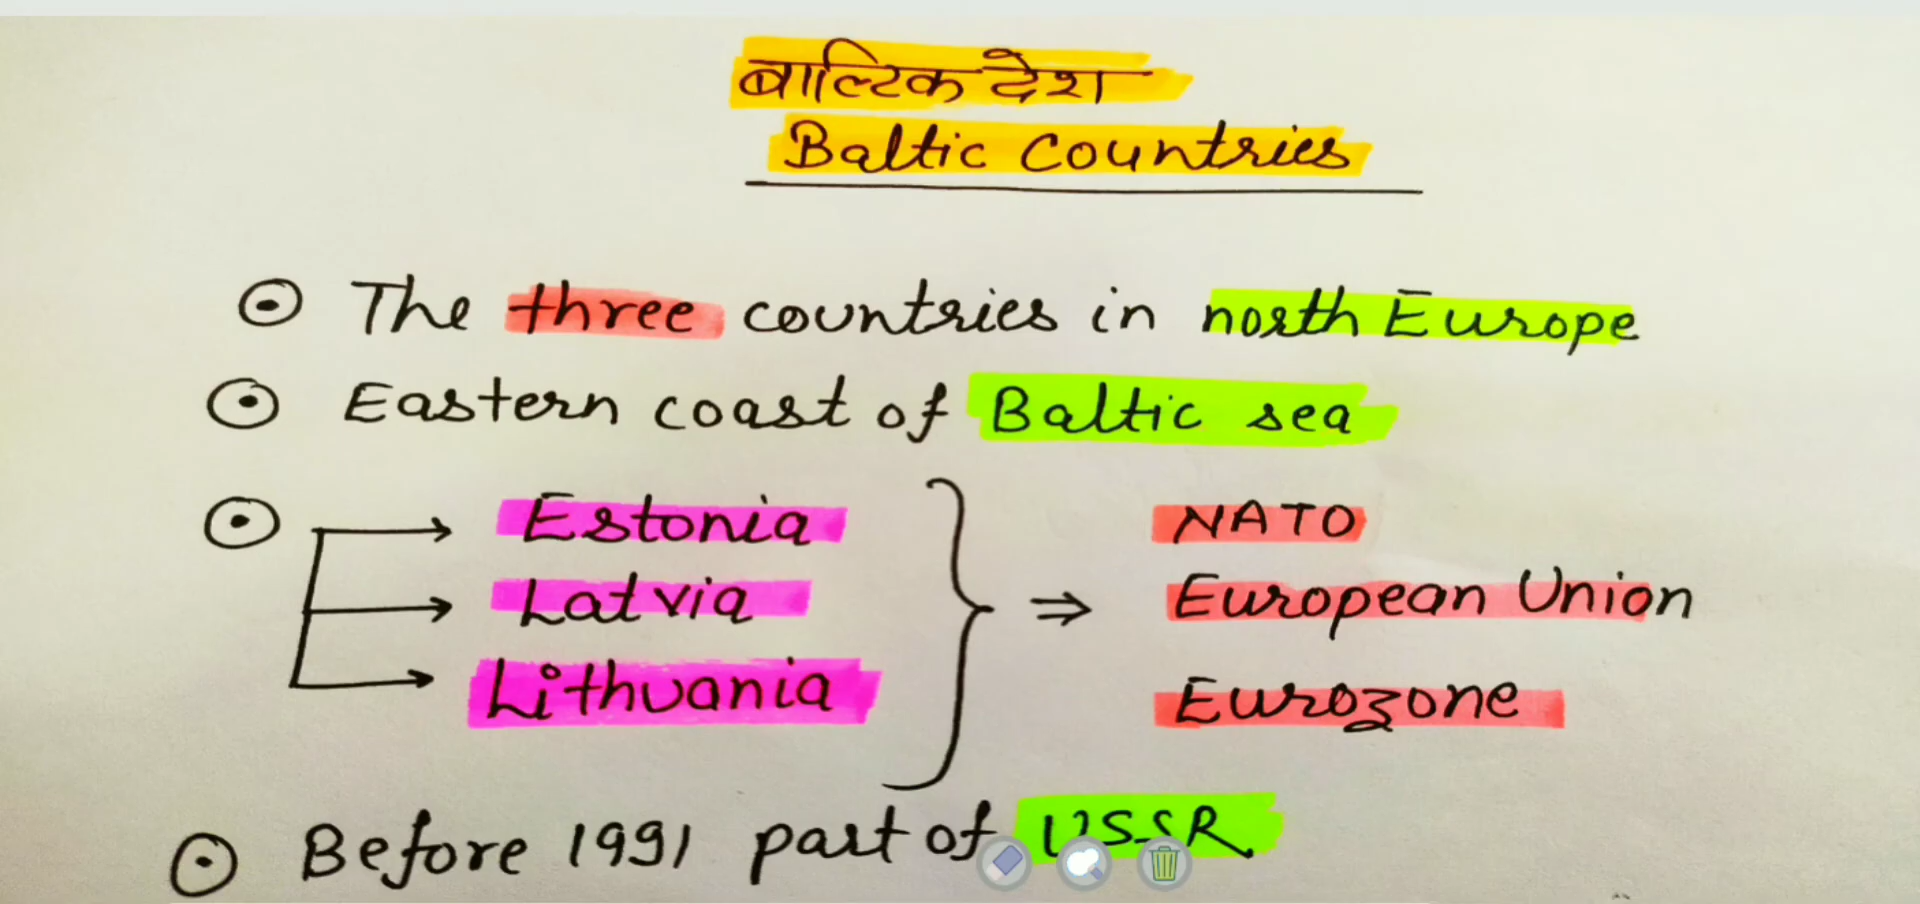 बाल्टिक देश
Baltic Countries
The three countries in north Europe
Eastern coast of Baltic sea
Estonia
Latvia
Lithuania
NATO
European Union
Eurozone
Before 1991 part of USSR